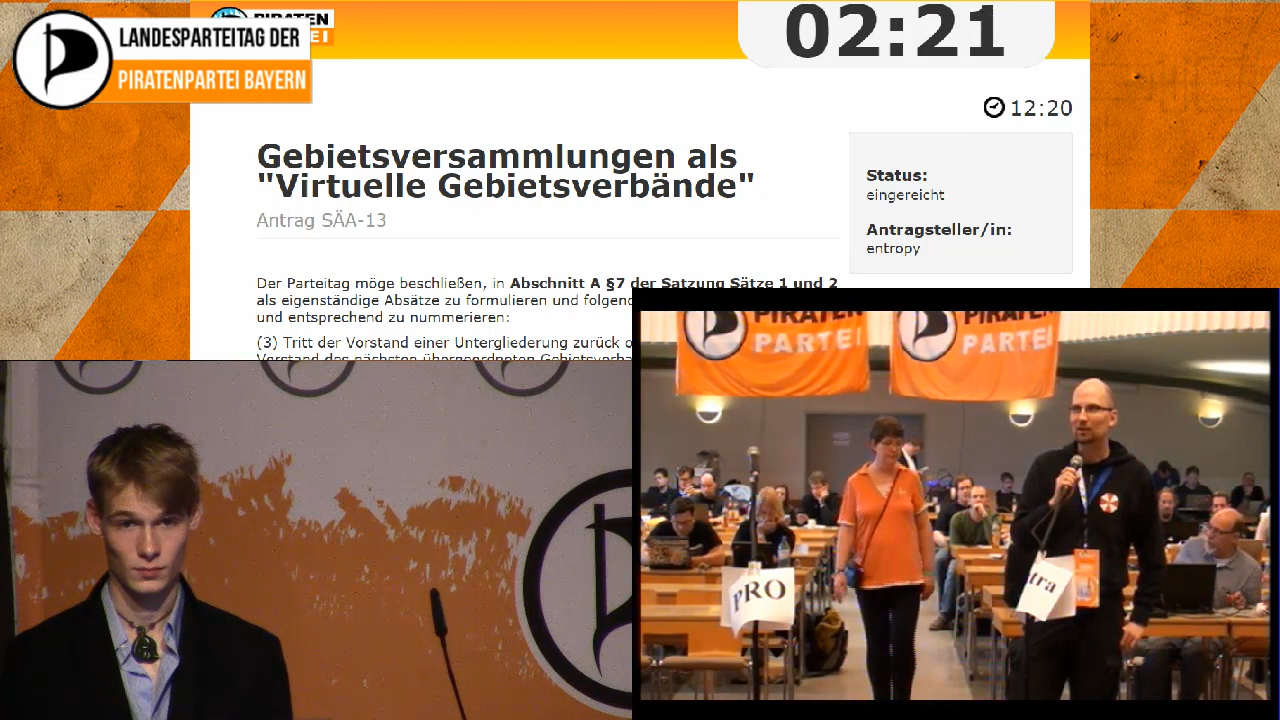 LANDESPARTEITAG DER
PIRATENPARTEI BAYERN
PIRATEN
02:21
12:20
Gebietsversammlungen als
"Virtuelle Gebietsverbände"
Antrag SÄA-13
Status:
eingereicht
Antragsteller/in:
entropy
Der Parteitag möge beschließen, in Abschnitt A §7 der Satzung Sätze 1 und 2
als eigenständige Absätze zu formulieren und
und entsprechend zu nummerieren:
(3) Tritt der Vorstand einer Untergliederung zurück
PIRATEN
PARTEI
PIRATEN
PARTEI
PRO
tra